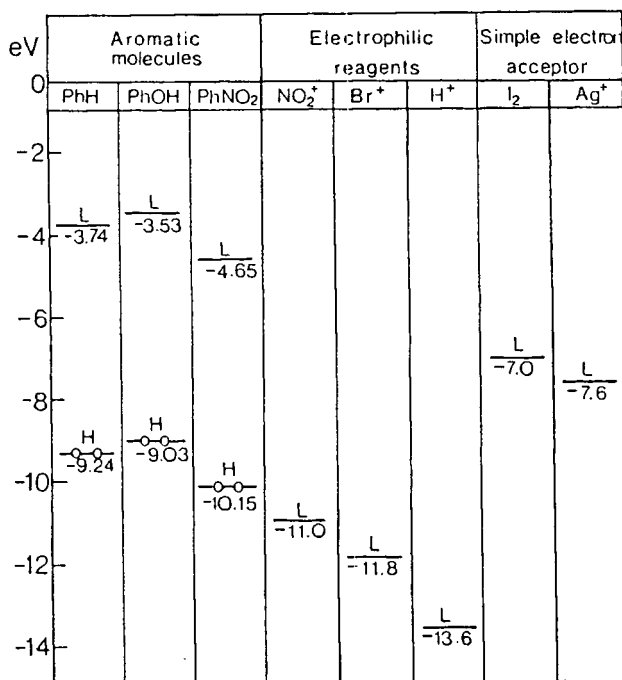 eV
Aromatic molecules
Electrophilic reagents
Simple electron acceptor
0
PhH
PhOH
PhNO₂
NO₂⁺
Br⁺
H⁺
I₂
Ag⁺
-2
L
-3.74
L
-3.53
-4
L
-4.65
-6
L
-7.0
L
-7.6
-8
H
-9.24
H
-9.03
-10
H
-10.15
L
-11.0
-12
L
-11.8
L
-13.6
-14